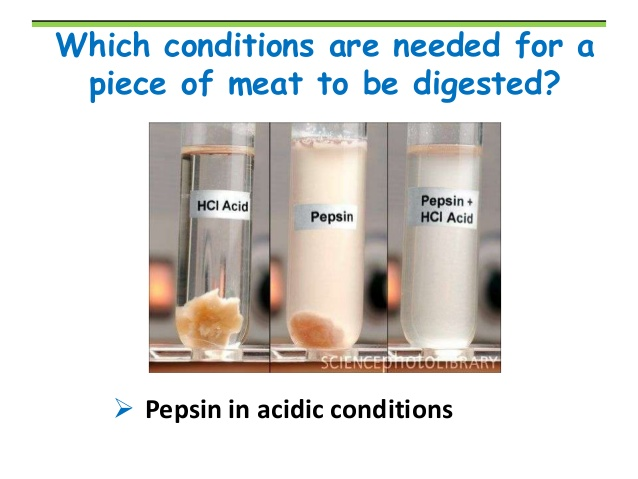 Which conditions are needed for a
piece of meat to be digested?
HCl Acid
Pepsin
Pepsin +
HCl Acid
SCIENCEphotoLIBRARY
➢ Pepsin in acidic conditions